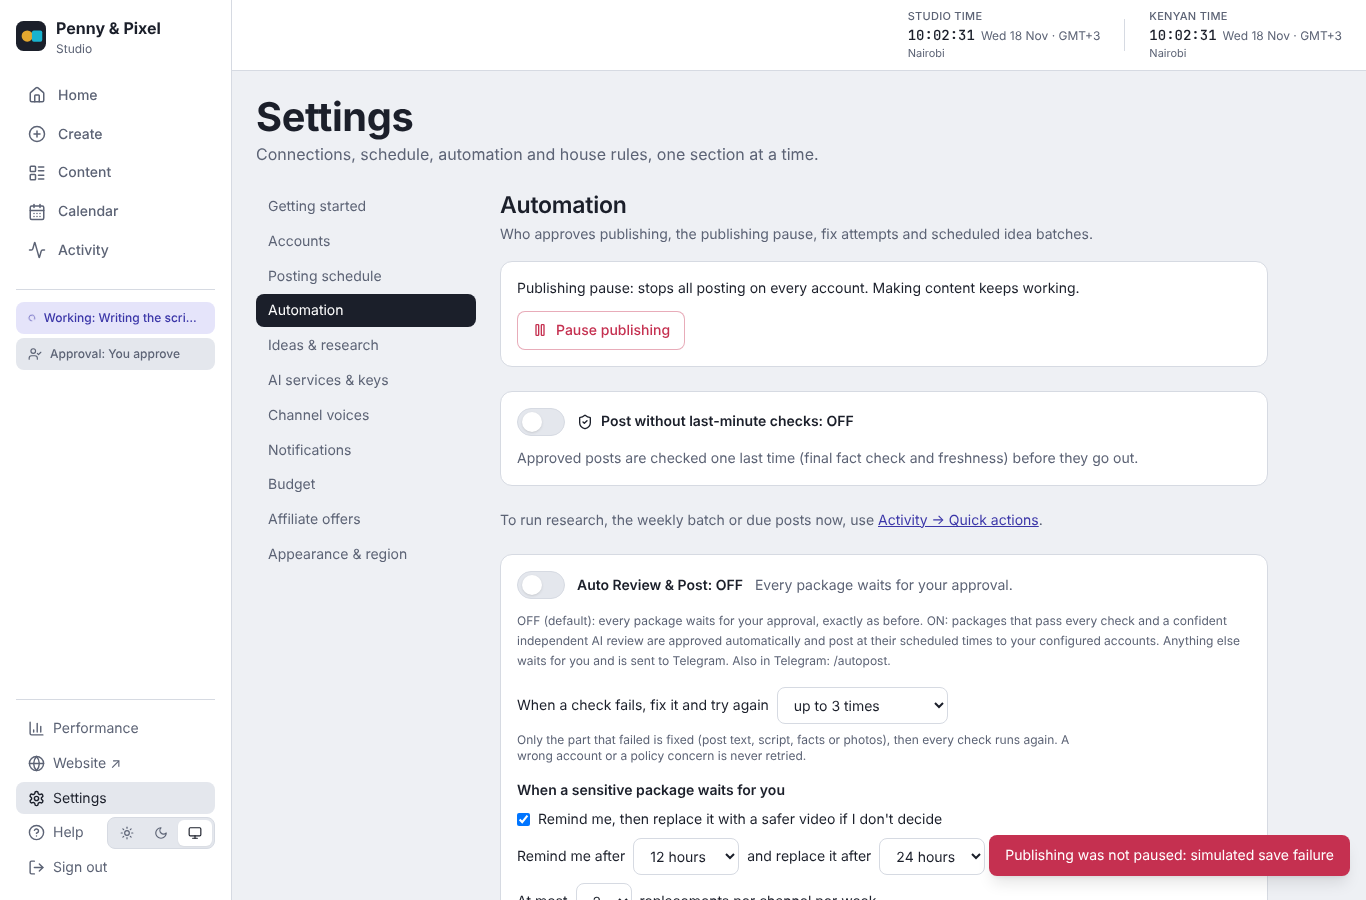 Penny & Pixel
Studio
Home
Create
Content
Calendar
Activity
Working: Writing the scri...
Approval: You approve
Performance
Website ↗
Settings
Help
Sign out
STUDIO TIME
10:02:31 Wed 18 Nov · GMT+3
Nairobi
KENYAN TIME
10:02:31 Wed 18 Nov · GMT+3
Nairobi
Settings
Connections, schedule, automation and house rules, one section at a time.
Getting started
Accounts
Posting schedule
Automation
Ideas & research
AI services & keys
Channel voices
Notifications
Budget
Affiliate offers
Appearance & region
Automation
Who approves publishing, the publishing pause, fix attempts and scheduled idea batches.
Publishing pause: stops all posting on every account. Making content keeps working.
Pause publishing
Post without last-minute checks: OFF
Approved posts are checked one last time (final fact check and freshness) before they go out.
To run research, the weekly batch or due posts now, use Activity → Quick actions.
Auto Review & Post: OFF Every package waits for your approval.
OFF (default): every package waits for your approval, exactly as before. ON: packages that pass every check and a confident
independent AI review are approved automatically and post at their scheduled times to your configured accounts. Anything else
waits for you and is sent to Telegram. Also in Telegram: /autopost.
When a check fails, fix it and try again up to 3 times
Only the part that failed is fixed (post text, script, facts or photos), then every check runs again. A
wrong account or a policy concern is never retried.
When a sensitive package waits for you
Remind me, then replace it with a safer video if I don't decide
Remind me after 12 hours and replace it after 24 hours
Publishing was not paused: simulated save failure
At most replacements per channel per week